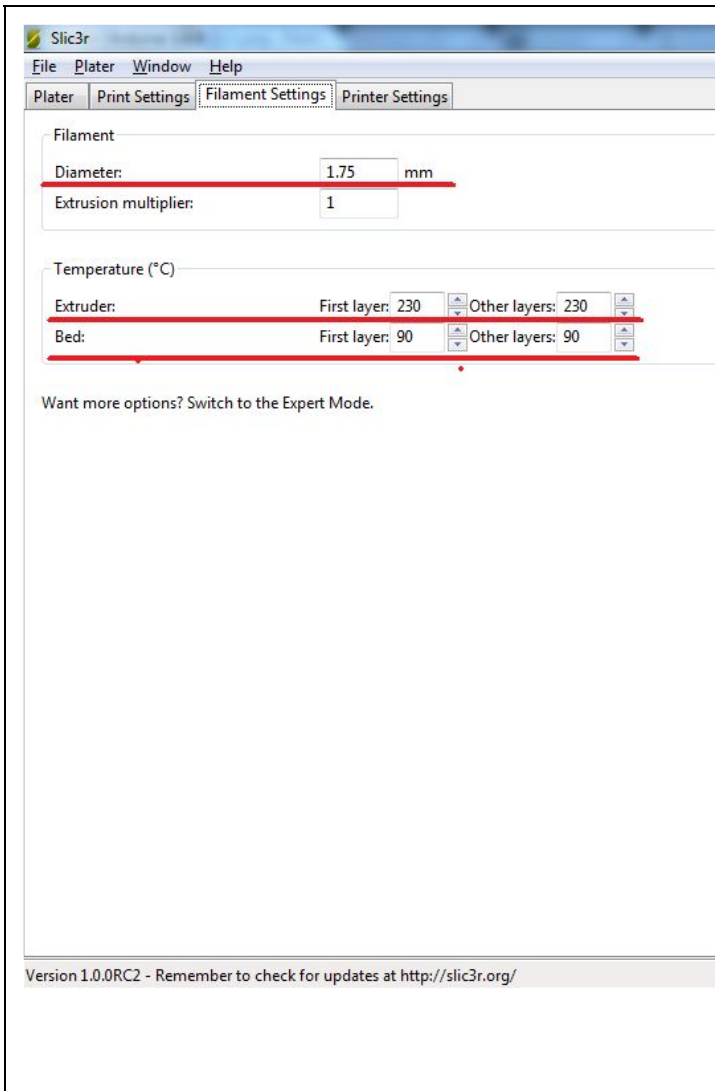 Slic3r
File Plater Window Help
Plater Print Settings Filament Settings Printer Settings
Filament
Diameter: 1.75 mm
Extrusion multiplier: 1
Temperature (°C)
Extruder: First layer: 230 Other layers: 230
Bed: First layer: 90 Other layers: 90
Want more options? Switch to the Expert Mode.
Version 1.0.0RC2 - Remember to check for updates at http://slic3r.org/